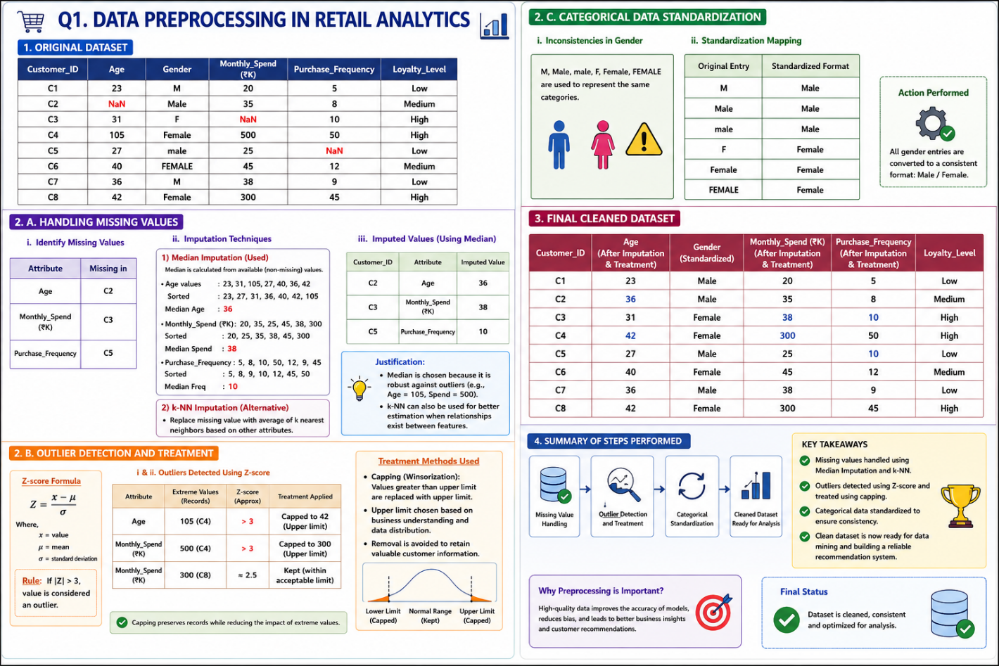 Q1. DATA PREPROCESSING IN RETAIL ANALYTICS
1. ORIGINAL DATASET
Customer_ID Age Gender Monthly_Spend (₹K) Purchase_Frequency Loyalty_Level
C1 23 M 20 5 Low
C2 NaN Male 35 8 Medium
C3 31 F NaN 10 High
C4 105 Female 500 50 High
C5 27 male 25 NaN Low
C6 40 FEMALE 45 12 Medium
C7 36 M 38 9 Low
C8 42 Female 300 45 High
2. A. HANDLING MISSING VALUES
i. Identify Missing Values
Attribute Missing in
Age C2
Monthly_Spend (₹K) C3
Purchase_Frequency C5
ii. Imputation Techniques
1) Median Imputation (Used)
Median is calculated from available (non-missing) values.
• Age values : 23, 31, 105, 27, 40, 36, 42
Sorted : 23, 27, 31, 36, 40, 42, 105
Median Age : 36
• Monthly_Spend (₹K): 20, 35, 25, 45, 38, 300
Sorted : 20, 25, 35, 38, 45, 300
Median Spend : 38
• Purchase_Frequency : 5, 8, 10, 50, 12, 9, 45
Sorted : 5, 8, 9, 10, 12, 45, 50
Median Freq : 10
2) k-NN Imputation (Alternative)
• Replace missing value with average of k nearest
neighbors based on other attributes.
iii. Imputed Values (Using Median)
Customer_ID Attribute Imputed Value
C2 Age 36
C3 Monthly_Spend (₹K) 38
C5 Purchase_Frequency 10
Justification:
• Median is chosen because it is
robust against outliers (e.g.,
Age = 105, Spend = 500).
• k-NN can also be used for better
estimation when relationships
exist between features.
2. B. OUTLIER DETECTION AND TREATMENT
Z-score Formula
Z = x − μ / σ
Where,
x = value
μ = mean
σ = standard deviation
Rule: If |Z| > 3,
value is considered
an outlier.
i & ii. Outliers Detected Using Z-score
Attribute Extreme Values (Records) Z-score (Approx) Treatment Applied
Age 105 (C4) > 3 Capped to 42 (Upper limit)
Monthly_Spend (₹K) 500 (C4) > 3 Capped to 300 (Upper limit)
Monthly_Spend (₹K) 300 (C8) ≈ 2.5 Kept (within acceptable limit)
Capping preserves records while reducing the impact of extreme values.
Treatment Methods Used
• Capping (Winsorization):
Values greater than upper limit
are replaced with upper limit.
• Upper limit chosen based on
business understanding and
data distribution.
• Removal is avoided to retain
valuable customer information.
Lower Limit Normal Range Upper Limit
(Capped) (Kept) (Capped)
2. C. CATEGORICAL DATA STANDARDIZATION
i. Inconsistencies in Gender
M, Male, male, F, Female, FEMALE
are used to represent the same
categories.
ii. Standardization Mapping
Original Entry Standardized Format
M Male
Male Male
male Male
F Female
Female Female
FEMALE Female
Action Performed
All gender entries are
converted to a consistent
format: Male / Female.
3. FINAL CLEANED DATASET
Customer_ID Age (After Imputation & Treatment) Gender (Standardized) Monthly_Spend (₹K) (After Imputation & Treatment) Purchase_Frequency (After Imputation & Treatment) Loyalty_Level
C1 23 Male 20 5 Low
C2 36 Male 35 8 Medium
C3 31 Female 38 10 High
C4 42 Female 300 50 High
C5 27 Male 25 10 Low
C6 40 Female 45 12 Medium
C7 36 Male 38 9 Low
C8 42 Female 300 45 High
4. SUMMARY OF STEPS PERFORMED
Missing Value
Handling
Outlier Detection
and Treatment
Categorical
Standardization
Cleaned Dataset
Ready for Analysis
KEY TAKEAWAYS
Missing values handled using
Median Imputation and k-NN.
Outliers detected using Z-score and
treated using capping.
Categorical data standardized to
ensure consistency.
Clean dataset is now ready for data
mining and building a reliable
recommendation system.
Why Preprocessing is Important?
High-quality data improves the accuracy of models,
reduces bias, and leads to better business insights
and customer recommendations.
Final Status
Dataset is cleaned, consistent
and optimized for analysis.